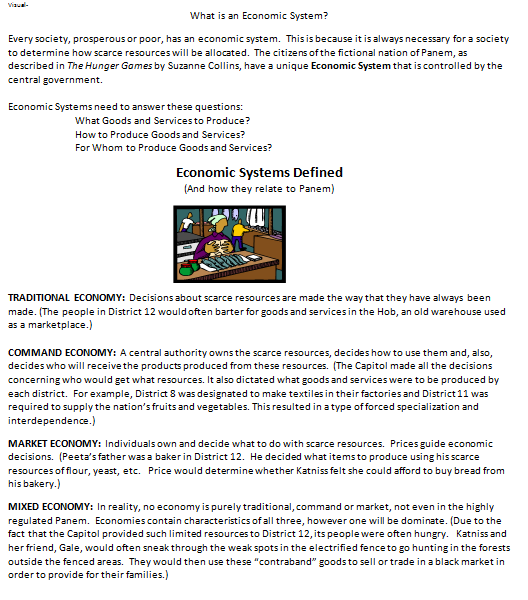 Visual-
What is an Economic System?
Every society, prosperous or poor, has an economic system. This is because it is always necessary for a society
to determine how scarce resources will be allocated. The citizens of the fictional nation of Panem, as
described in The Hunger Games by Suzanne Collins, have a unique Economic System that is controlled by the
central government.
Economic Systems need to answer these questions:
What Goods and Services to Produce?
How to Produce Goods and Services?
For Whom to Produce Goods and Services?
Economic Systems Defined
(And how they relate to Panem)
TRADITIONAL ECONOMY: Decisions about scarce resources are made the way that they have always been
made. (The people in District 12 would often barter for goods and services in the Hob, an old warehouse used
as a marketplace.)
COMMAND ECONOMY: A central authority owns the scarce resources, decides how to use them and, also,
decides who will receive the products produced from these resources. (The Capitol made all the decisions
concerning who would get what resources. It also dictated what goods and services were to be produced by
each district. For example, District 8 was designated to make textiles in their factories and District 11 was
required to supply the nation's fruits and vegetables. This resulted in a type of forced specialization and
interdependence.)
MARKET ECONOMY: Individuals own and decide what to do with scarce resources. Prices guide economic
decisions. (Peeta's father was a baker in District 12. He decided what items to produce using his scarce
resources of flour, yeast, etc. Price would determine whether Katniss felt she could afford to buy bread from
his bakery.)
MIXED ECONOMY: In reality, no economy is purely traditional, command or market, not even in the highly
regulated Panem. Economies contain characteristics of all three, however one will be dominate. (Due to the
fact that the Capitol provided such limited resources to District 12, its people were often hungry. Katniss and
her friend, Gale, would often sneak through the weak spots in the electrified fence to go hunting in the forests
outside the fenced areas. They would then use these "contraband" goods to sell or trade in a black market in
order to provide for their families.)